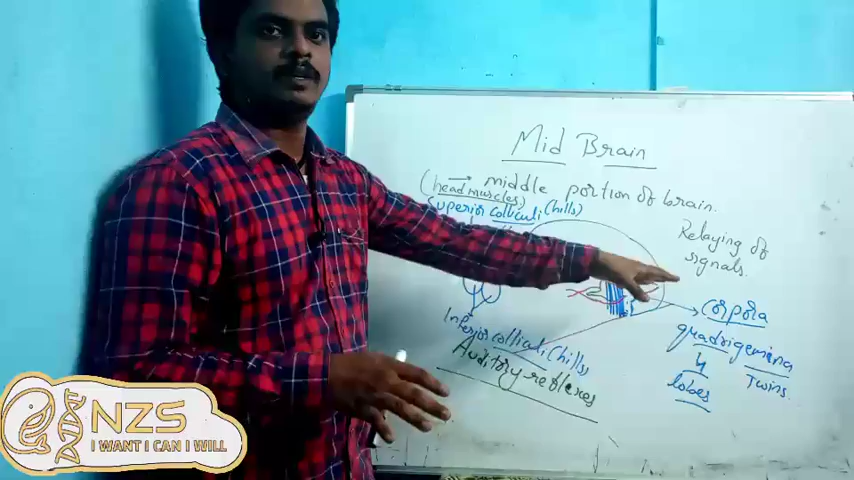 Mid Brain
→ middle portion of brain.
(head muscles)
Superior colliculi (hills)
Relaying of
signals.
Corpora
quadrigemina
4
lobes
Twins
Inferior colliculi (hills)
Auditory reflexes
NZS
I WANT I CAN I WILL